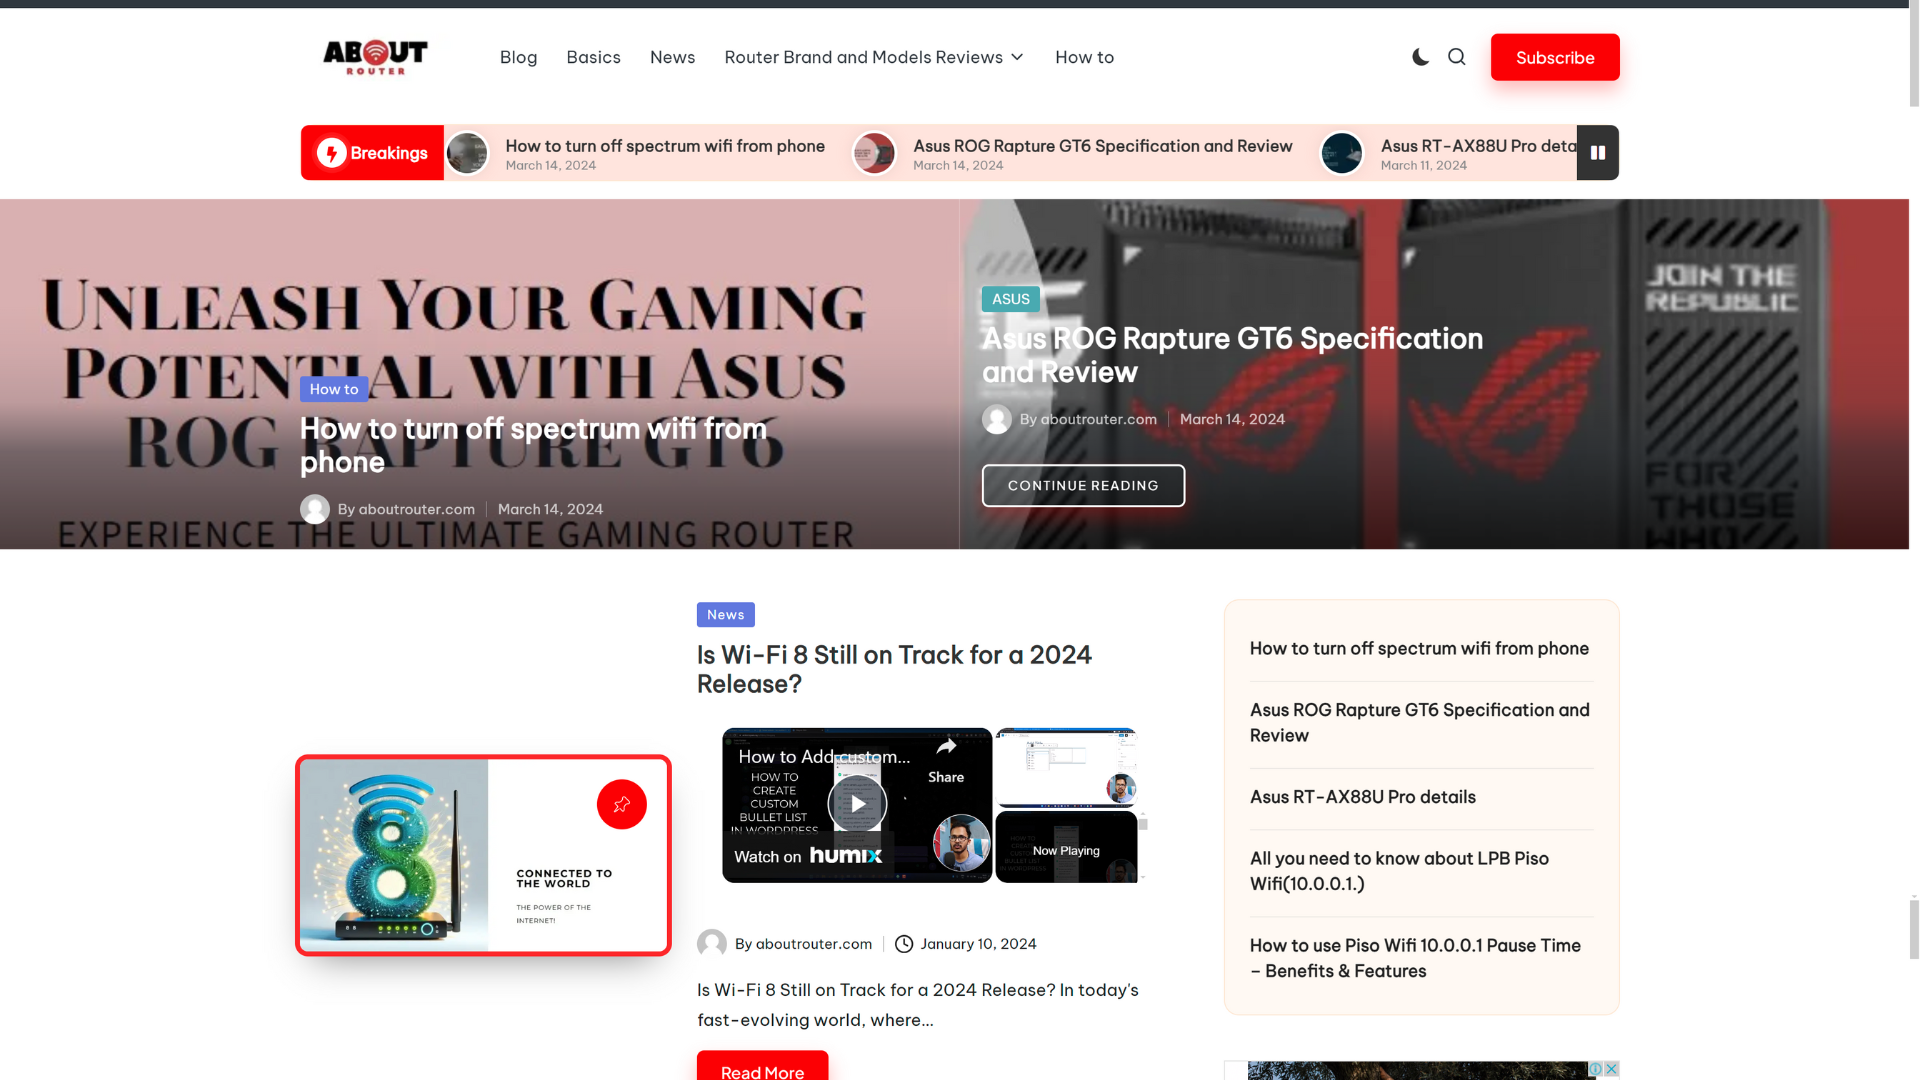 ABOUT
ROUTER
Blog
Basics
News
Router Brand and Models Reviews
How to
Subscribe
Breakings
How to turn off spectrum wifi from phone
March 14, 2024
Asus ROG Rapture GT6 Specification and Review
March 14, 2024
Asus RT-AX88U Pro deta
March 11, 2024
UNLEASH YOUR GAMING
POTENTIAL WITH ASUS
ROG RAPTURE GT6
EXPERIENCE THE ULTIMATE GAMING ROUTER
How to
How to turn off spectrum wifi from
phone
By aboutrouter.com
March 14, 2024
JOIN THE
REPUBLIC
FOR
THOSE
WHO
ASUS
Asus ROG Rapture GT6 Specification
and Review
By aboutrouter.com
March 14, 2024
CONTINUE READING
CONNECTED TO
THE WORLD
THE POWER OF THE
INTERNET!
News
Is Wi-Fi 8 Still on Track for a 2024
Release?
How to Add custom...
Share
HOW TO
CREATE
CUSTOM
BULLET LIST
IN WORDPRESS
Watch on humix
Now Playing
By aboutrouter.com
January 10, 2024
Is Wi-Fi 8 Still on Track for a 2024 Release? In today's
fast-evolving world, where...
Read More
How to turn off spectrum wifi from phone
Asus ROG Rapture GT6 Specification and
Review
Asus RT-AX88U Pro details
All you need to know about LPB Piso
Wifi(10.0.0.1.)
How to use Piso Wifi 10.0.0.1 Pause Time
– Benefits & Features